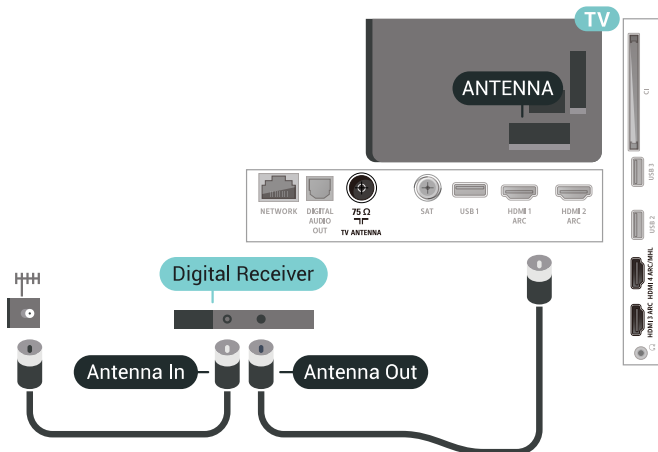 TV
ANTENNA
CI
USB 3
USB 2
HDMI 4 ARC/MHL
HDMI 3 ARC
NETWORK
DIGITAL
AUDIO
OUT
75 Ω
TV ANTENNA
SAT
USB 1
HDMI 1
ARC
HDMI 2
ARC
Digital Receiver
Antenna In
Antenna Out